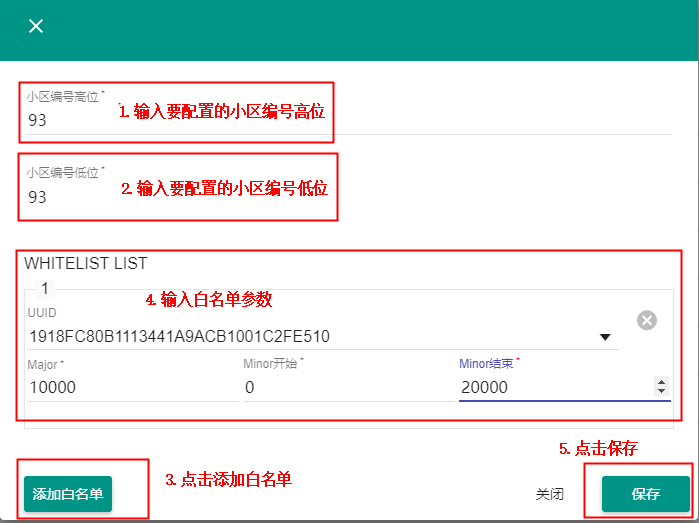 小区编号高位 *
93
1.输入要配置的小区编号高位
小区编号低位 *
93
2.输入要配置的小区编号低位
WHITELIST LIST
1
4.输入白名单参数
UUID
1918FC80B1113441A9ACB1001C2FE510
Major * Minor开始 * Minor结束 *
10000 0 20000
5.点击保存
添加白名单 3.点击添加白名单 关闭 保存